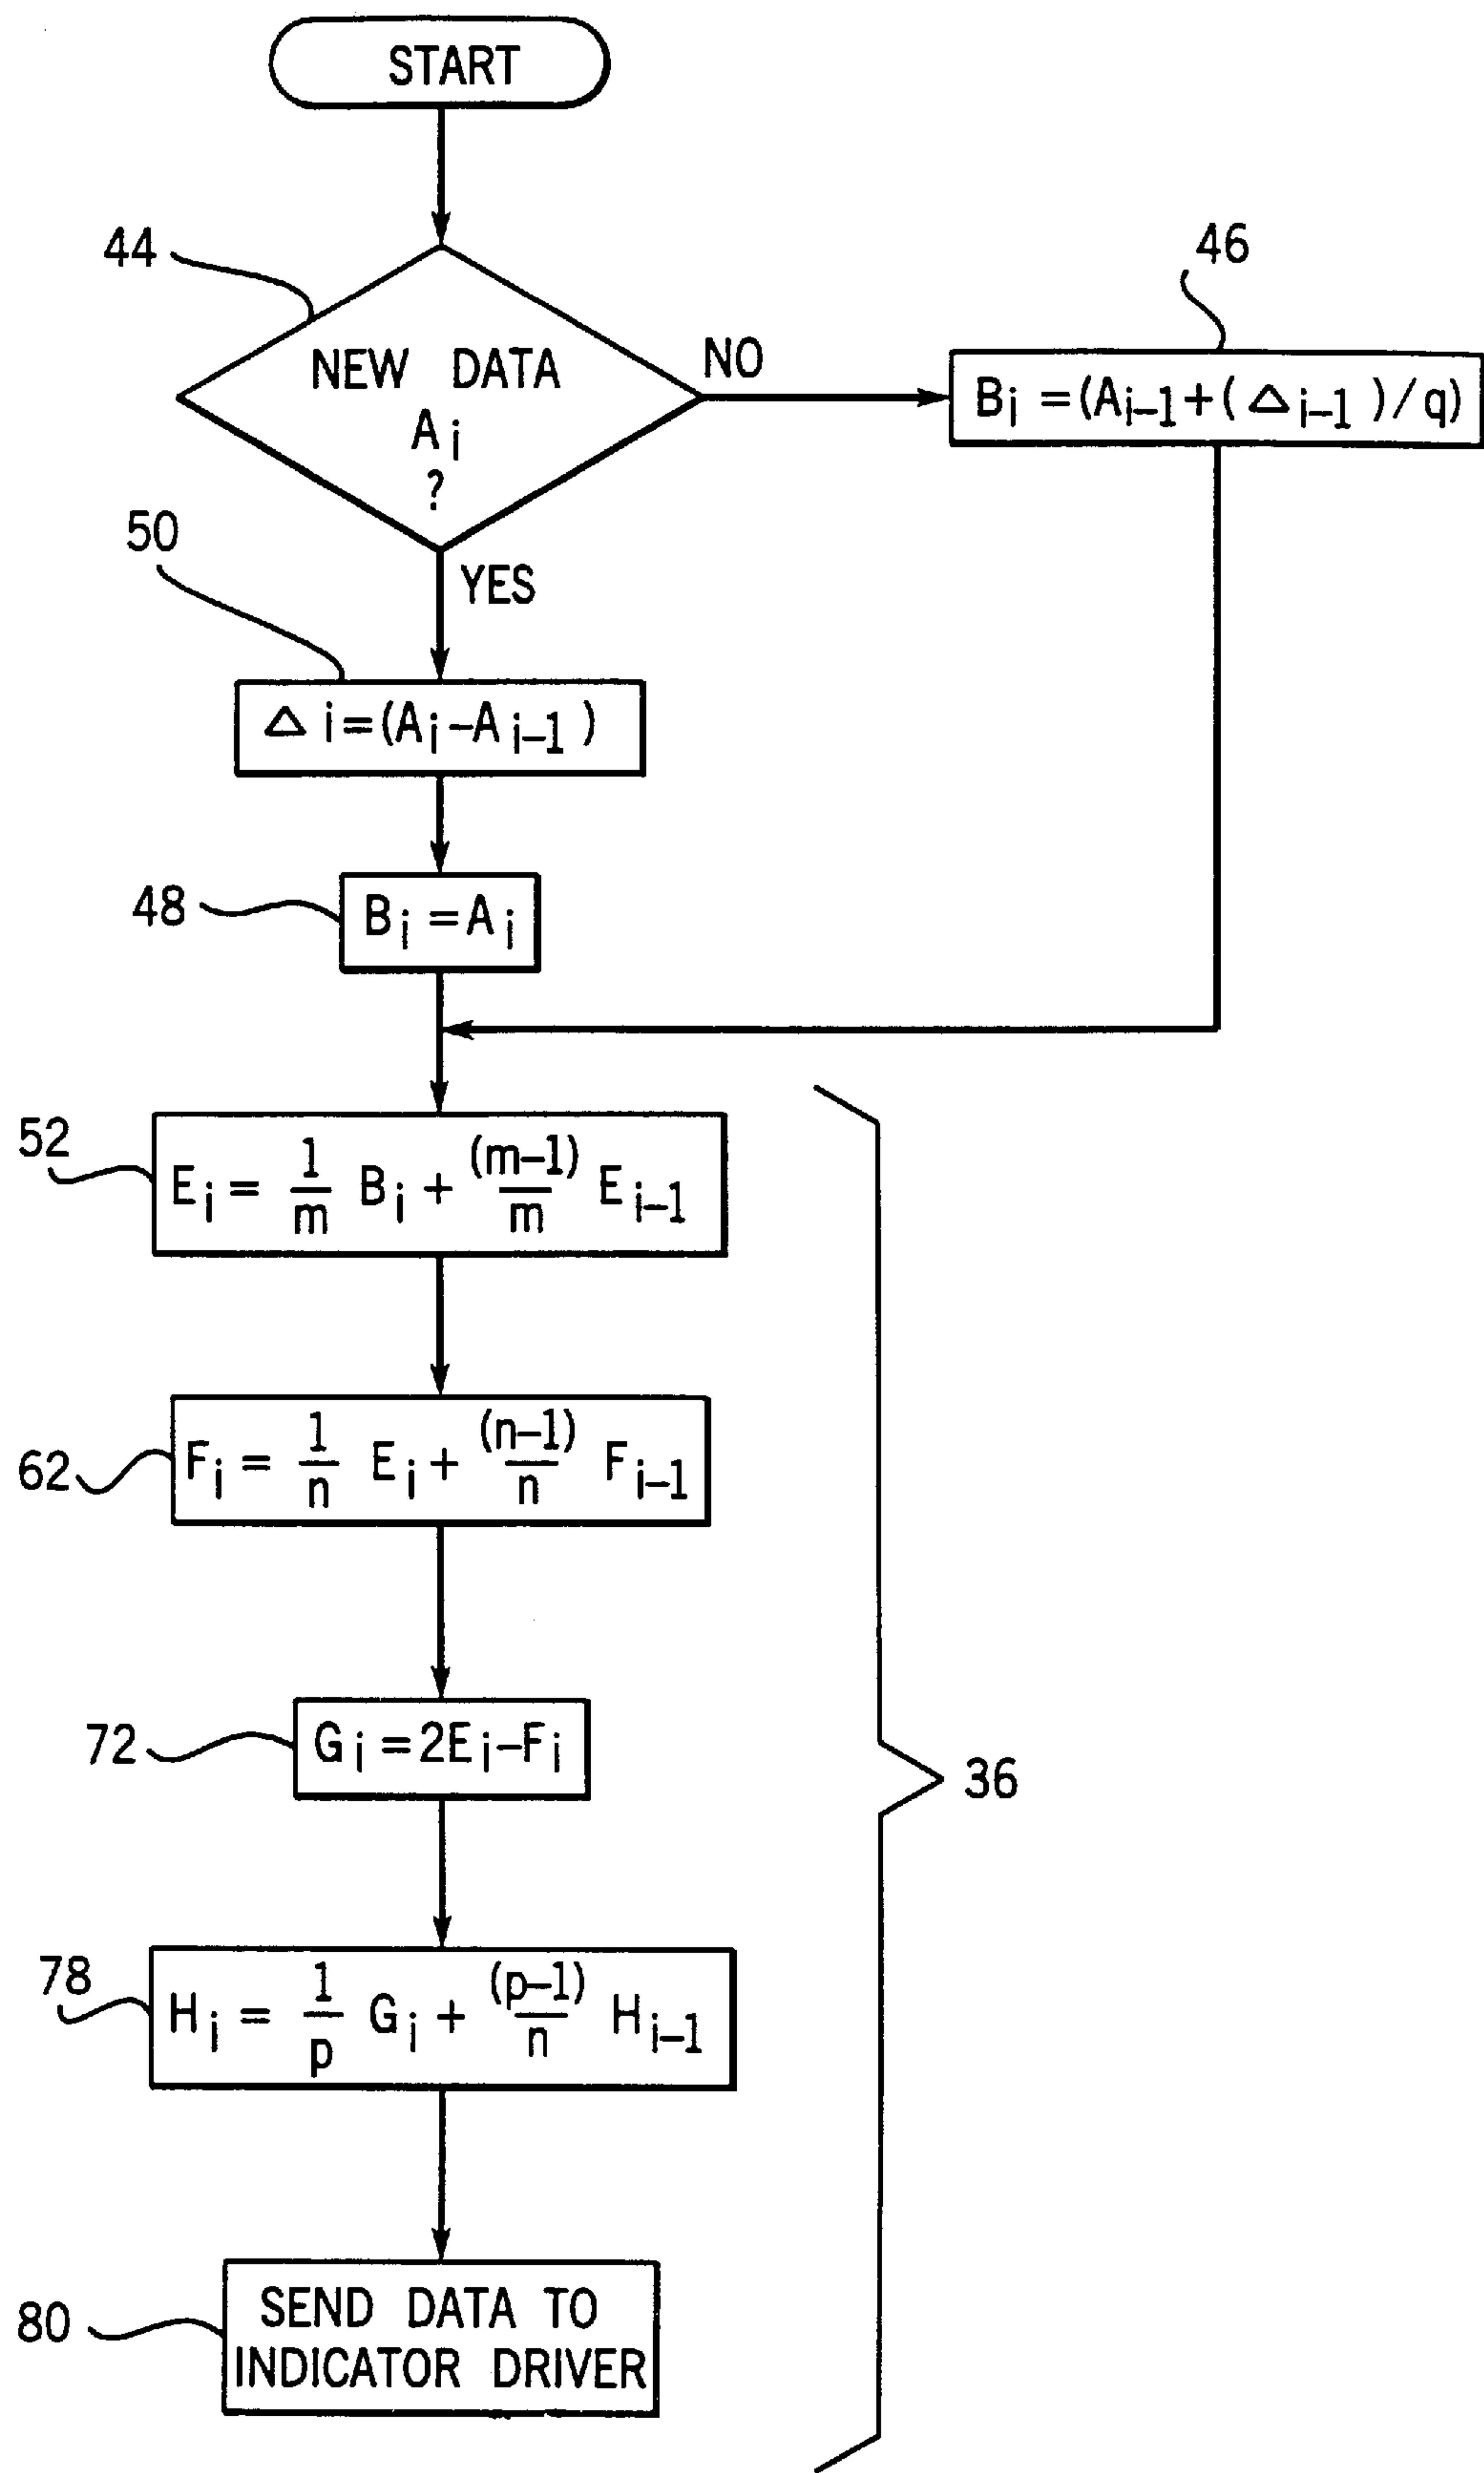 START
44
NEW DATA
A i
?
NO
46
B i = (A i–1 + ( Δ i–1 ) / q)
YES
50
Δ i = (A i – A i–1 )
48
B i = A i
52
E i = 1/m B i + (m–1)/m E i–1
62
F i = 1/n E i + (n–1)/n F i–1
72
G i = 2E i – F i
36
78
H i = 1/p G i + (p–1)/n H i–1
80
SEND DATA TO
INDICATOR DRIVER